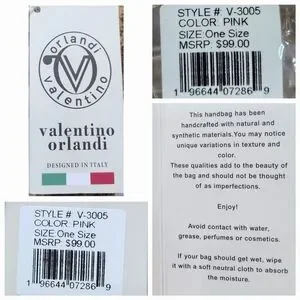 orlandi
valentino
valentino
orlandi
DESIGNED IN ITALY
STYLE # V-3005
COLOR. PINK
SIZE:One Size
MSRP: $99.00
1 96644 07286 9
STYLE # V-3005
COLOR. PINK
SIZE:One Size
MSRP: $99.00
1 96644 07286 9
This handbag has been
handcrafted with natural and
synthetic materials.You may notice
unique variations in texture and
color.
These qualities add to the beauty of
the bag and should not be thought
of as imperfections.
Enjoy!
Avoid contact with water,
grease, perfumes or cosmetics.
If your bag should get wet, wipe
it with a soft neutral cloth to absorb
the moisture.